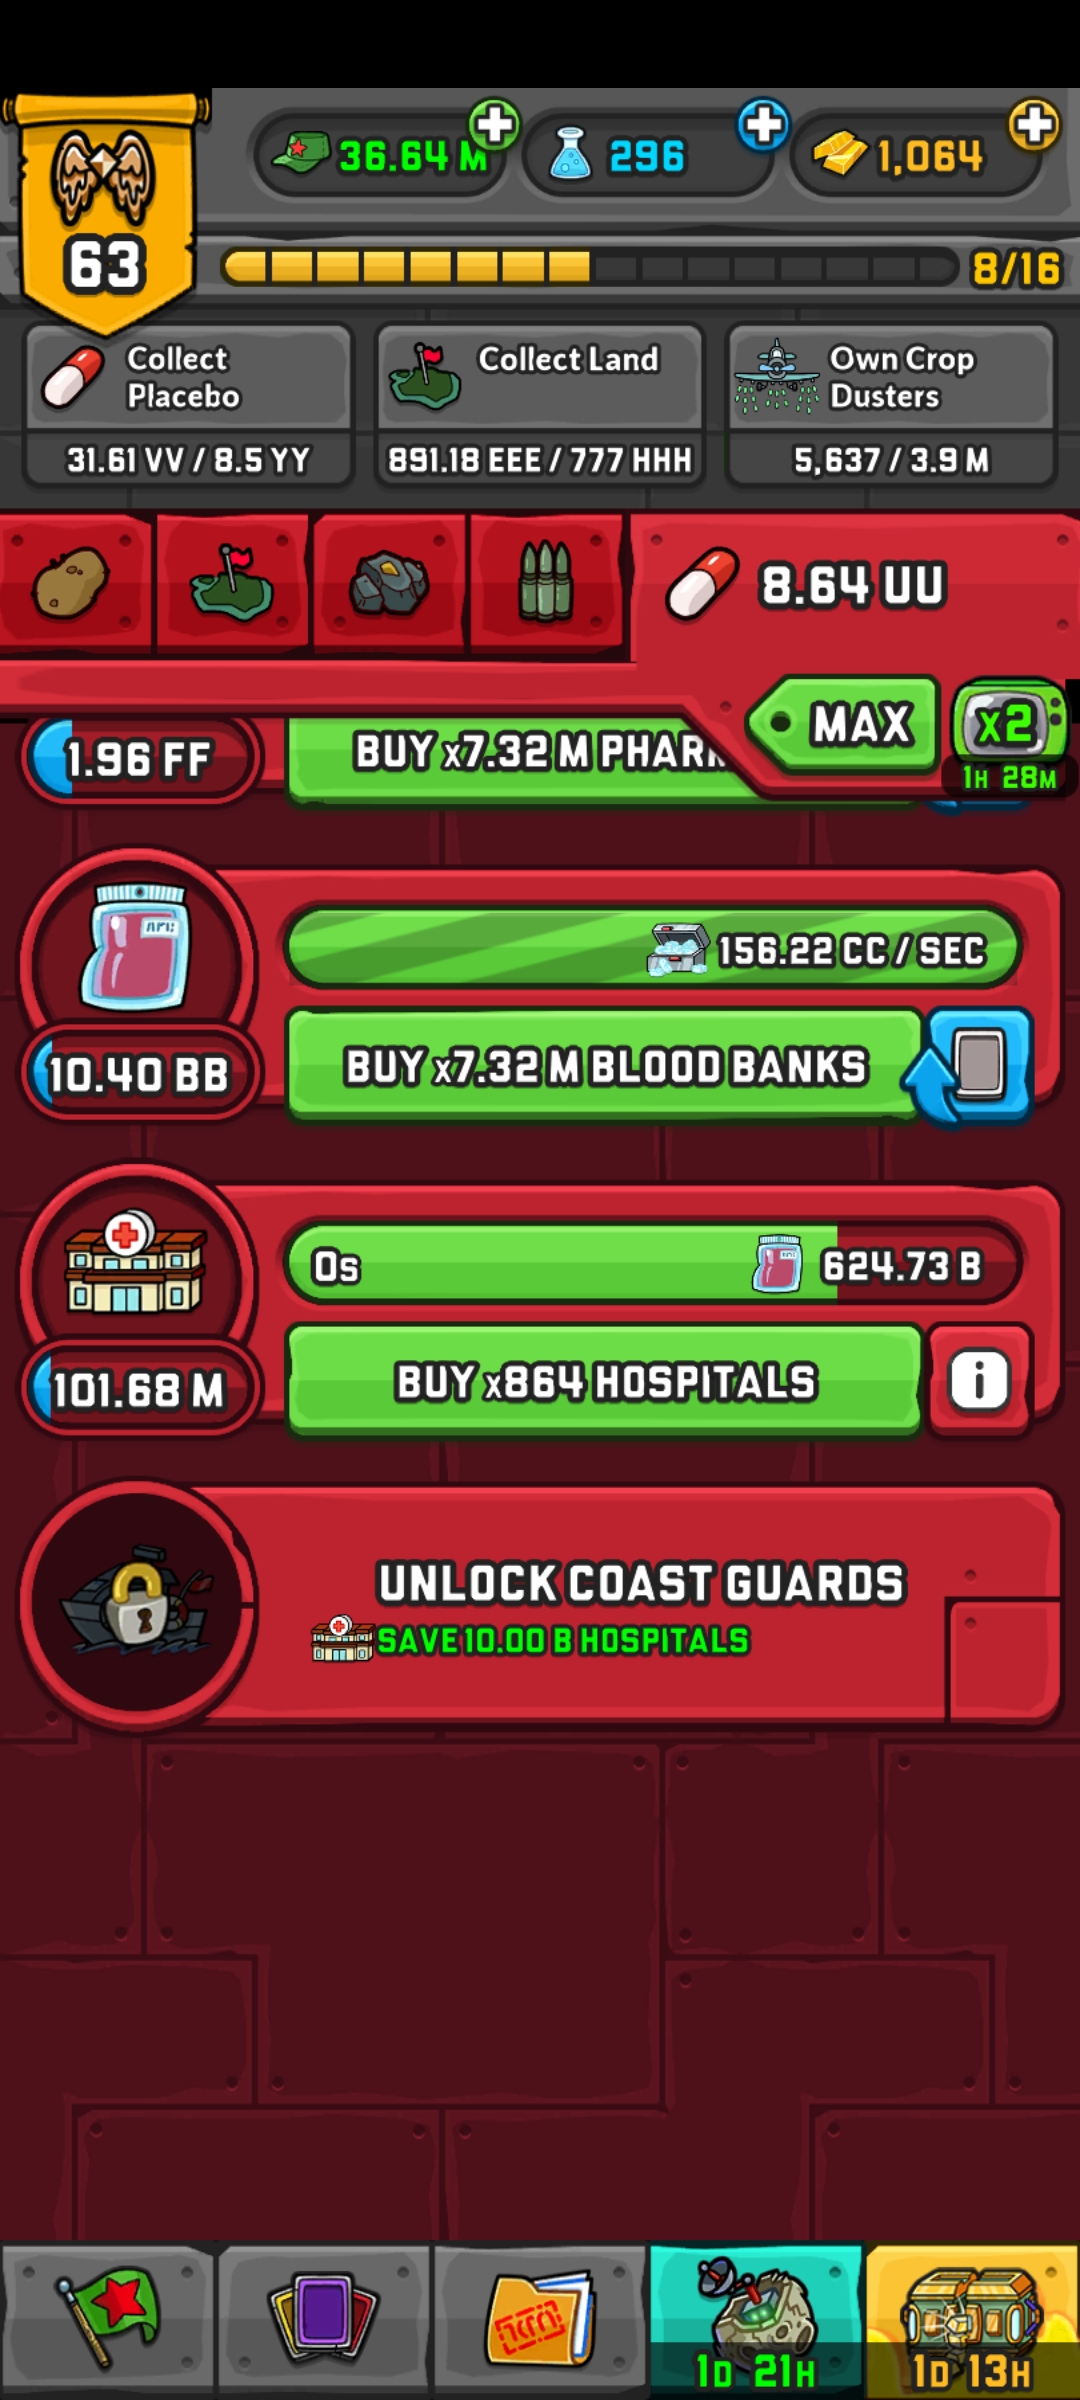 36.64 M
296
1,064
63
8/16
Collect
Placebo
31.61 VV / 8.5 YY
Collect Land
891.18 EEE / 777 HHH
Own Crop
Dusters
5,637 / 3.9 M
8.64 UU
MAX
x2
1H 28M
1.96 FF
BUY x7.32 M
156.22 CC / SEC
10.40 BB
BUY x7.32 M BLOOD BANKS
0s
624.73 B
101.68 M
BUY x864 HOSPITALS
i
UNLOCK COAST GUARDS
SAVE 10.00 B HOSPITALS
1D 21H
1D 13H